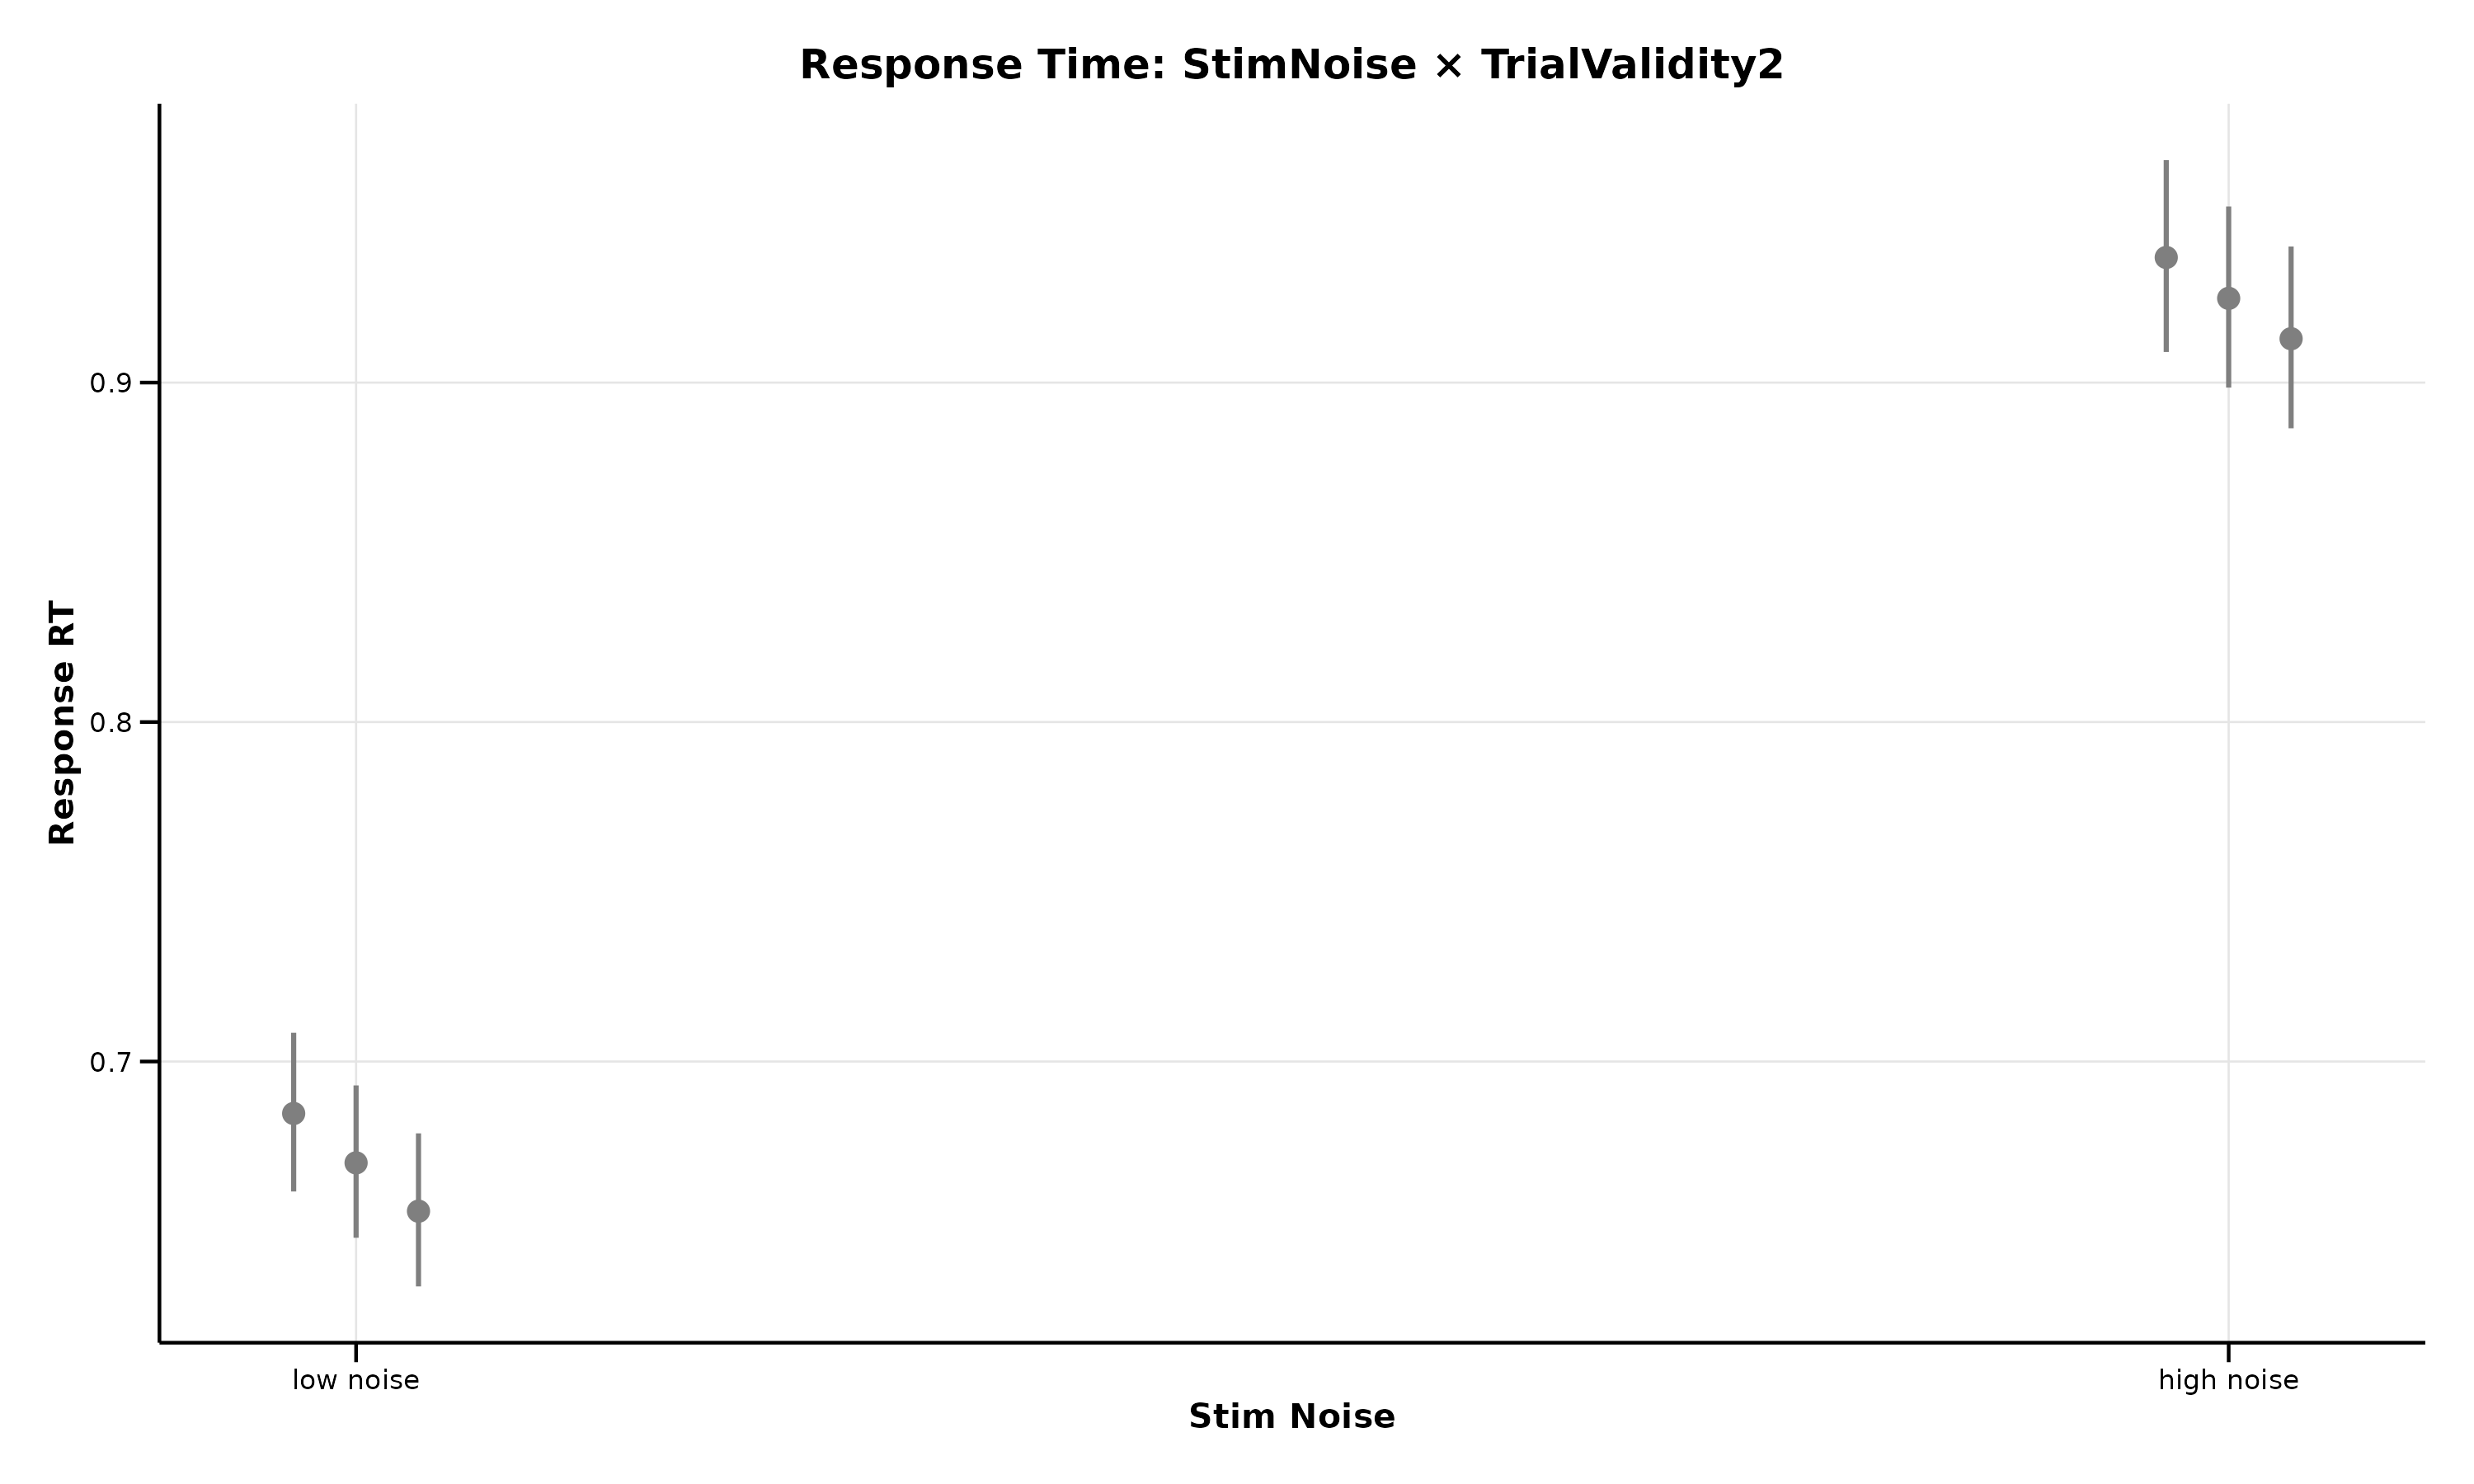 Response Time: StimNoise × TrialValidity2
Response RT
0.9
0.8
0.7
low noise
high noise
Stim Noise